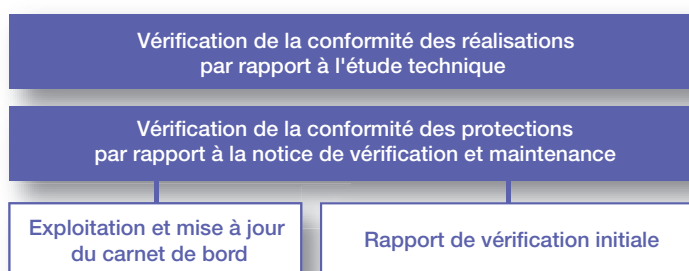 Vérification de la conformité des réalisations
par rapport à l'étude technique
Vérification de la conformité des protections
par rapport à la notice de vérification et maintenance
Exploitation et mise à jour
du carnet de bord
Rapport de vérification initiale